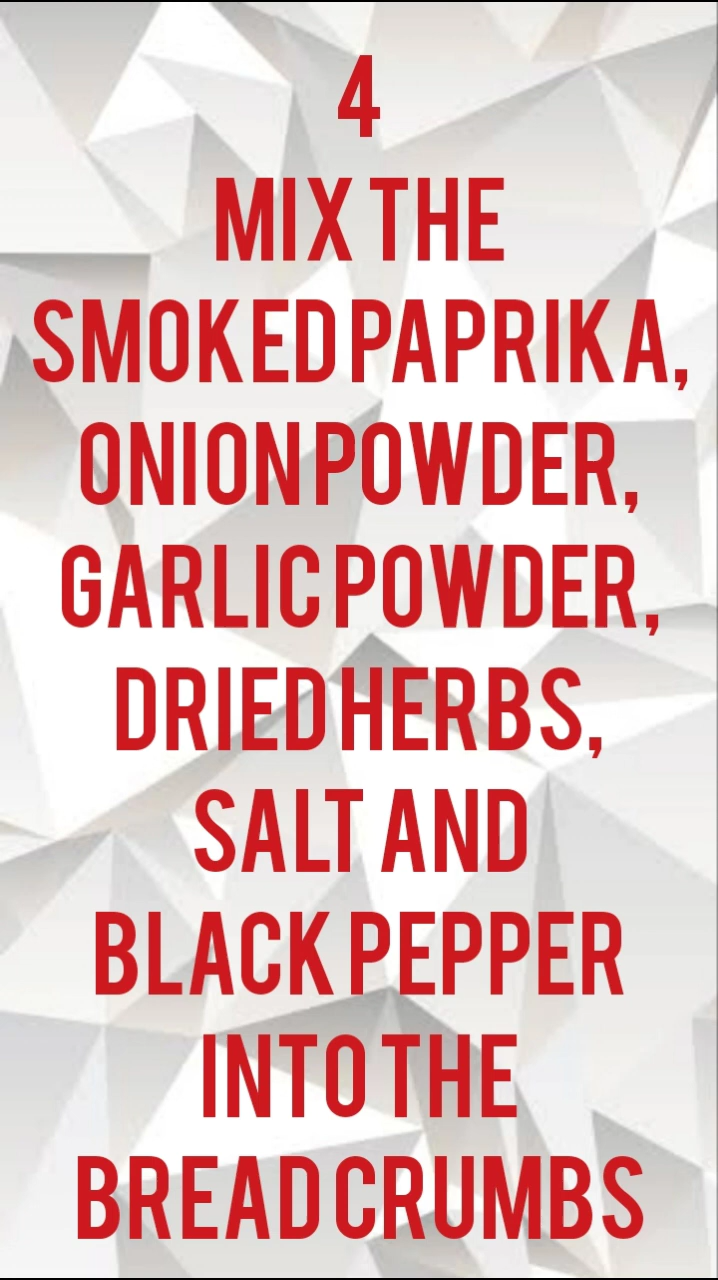 4
MIX THE
SMOKED PAPRIKA,
ONION POWDER,
GARLIC POWDER,
DRIED HERBS,
SALT AND
BLACK PEPPER
INTO THE
BREADCRUMBS